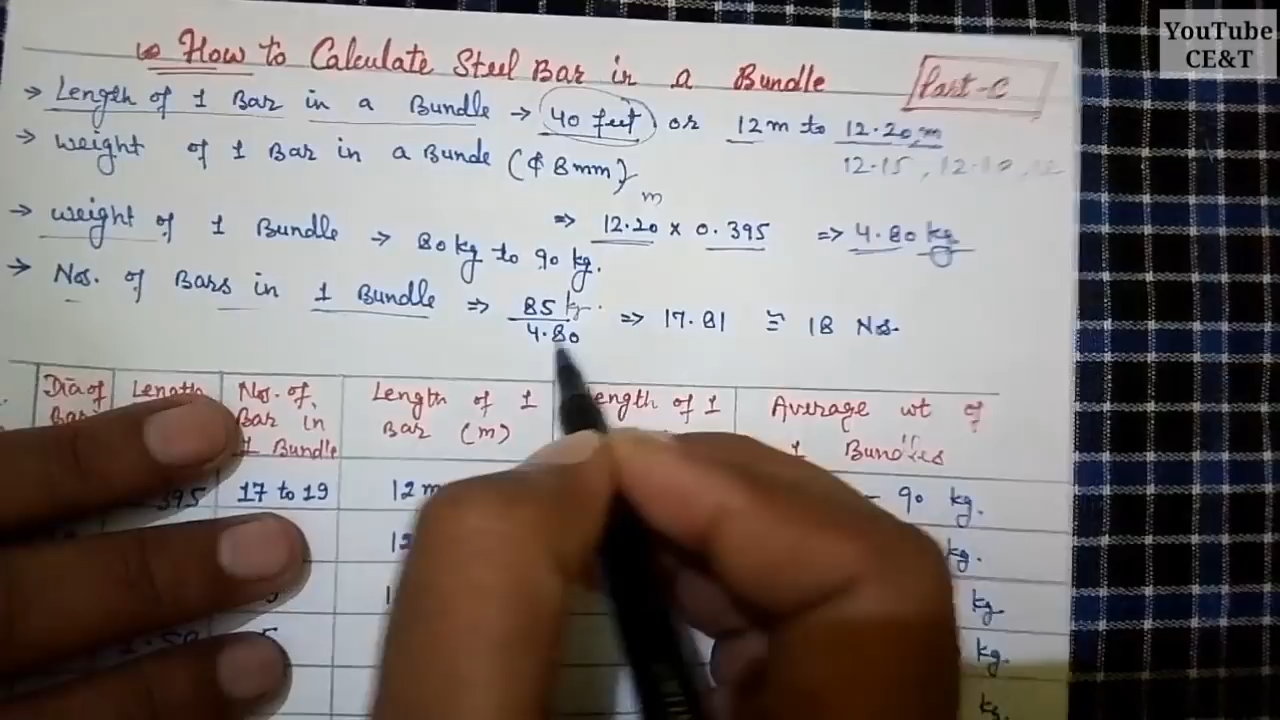 YouTube
CE&T
How to Calculate Steel Bar in a Bundle
Part-C
→ Length of 1 Bar in a Bundle → 40 feet or 12m to 12.20m
12.15, 12.10, 12
→ Weight of 1 Bar in a Bunde (ϕ 8mm)
m
⇒ 12.20 x 0.395 ⇒ 4.80 kg
→ weight of 1 Bundle → 80 kg to 90 kg.
→ Nos. of Bars in 1 Bundle ⇒ 85 kg. ⇒ 17.81 ≅ 18 Nos.
4.80
Dia of
Bar
Length
Nos. of
Bar in
1 Bundle
Length of 1
Bar (m)
ength of 1
Average wt of
1 Bundles
395
17 to 19
12 m
- 90 kg.
kg.
kg
5
kg.